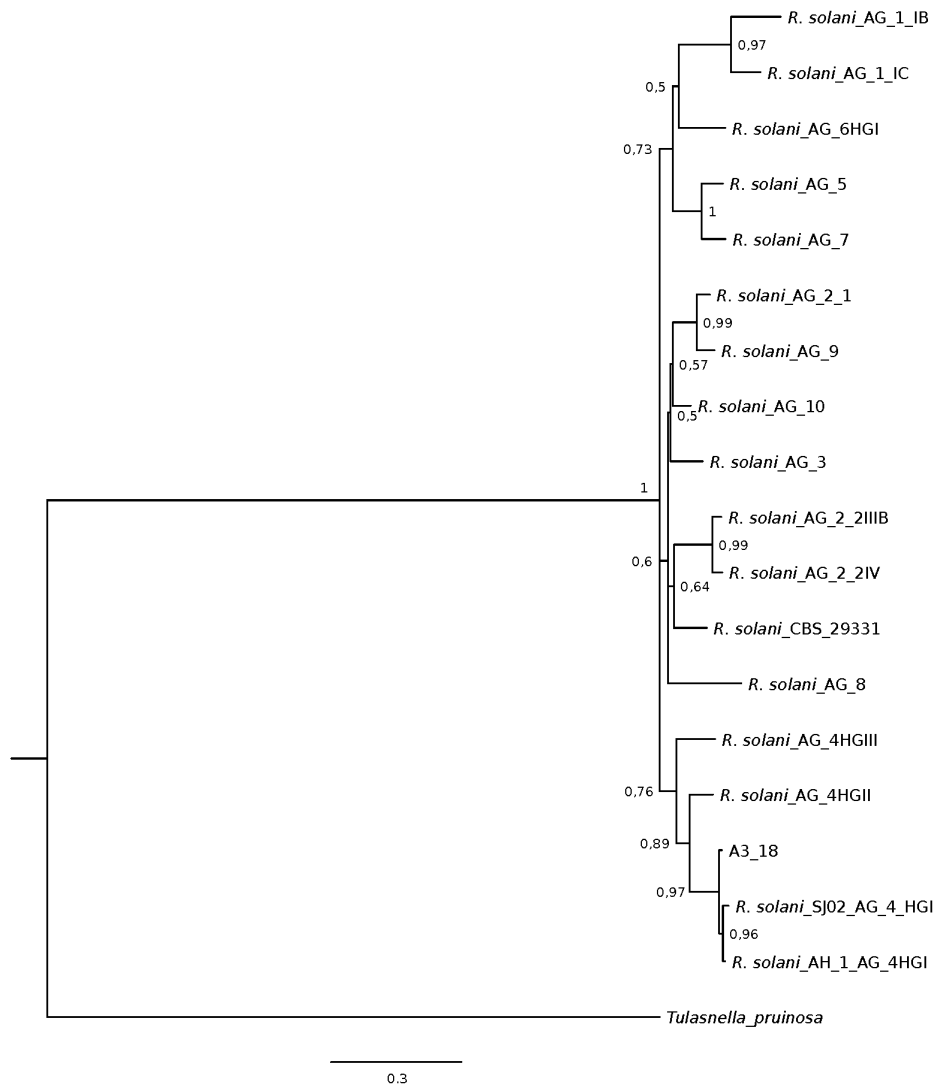 R. solani_AG_1_IB
0,97
R. solani_AG_1_IC
0,5
R. solani_AG_6HGI
0,73
R. solani_AG_5
1
R. solani_AG_7
R. solani_AG_2_1
0,99
R. solani_AG_9
0,57
R. solani_AG_10
0,5
R. solani_AG_3
1
R. solani_AG_2_2IIIB
0,99
0,6
R. solani_AG_2_2IV
0,64
R. solani_CBS_29331
R. solani_AG_8
R. solani_AG_4HGIII
0,76
R. solani_AG_4HGII
0,89
A3_18
0,97
R. solani_SJ02_AG_4_HGI
0,96
R. solani_AH_1_AG_4HGI
Tulasnella_pruinosa
0.3